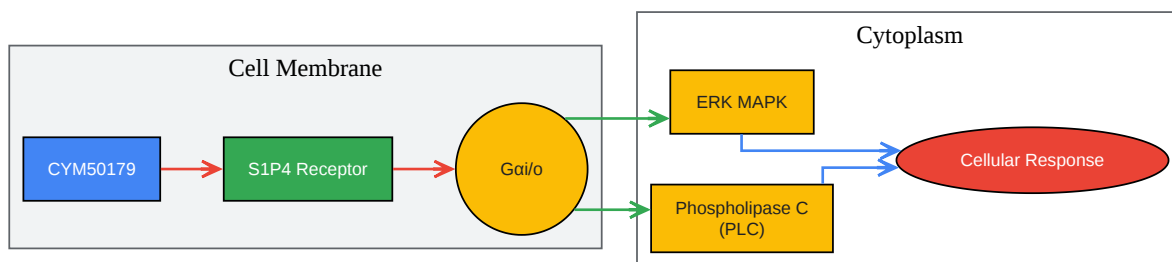 Cell Membrane
CYM50179
S1P4 Receptor
Gαi/o
Cytoplasm
ERK MAPK
Phospholipase C
(PLC)
Cellular Response